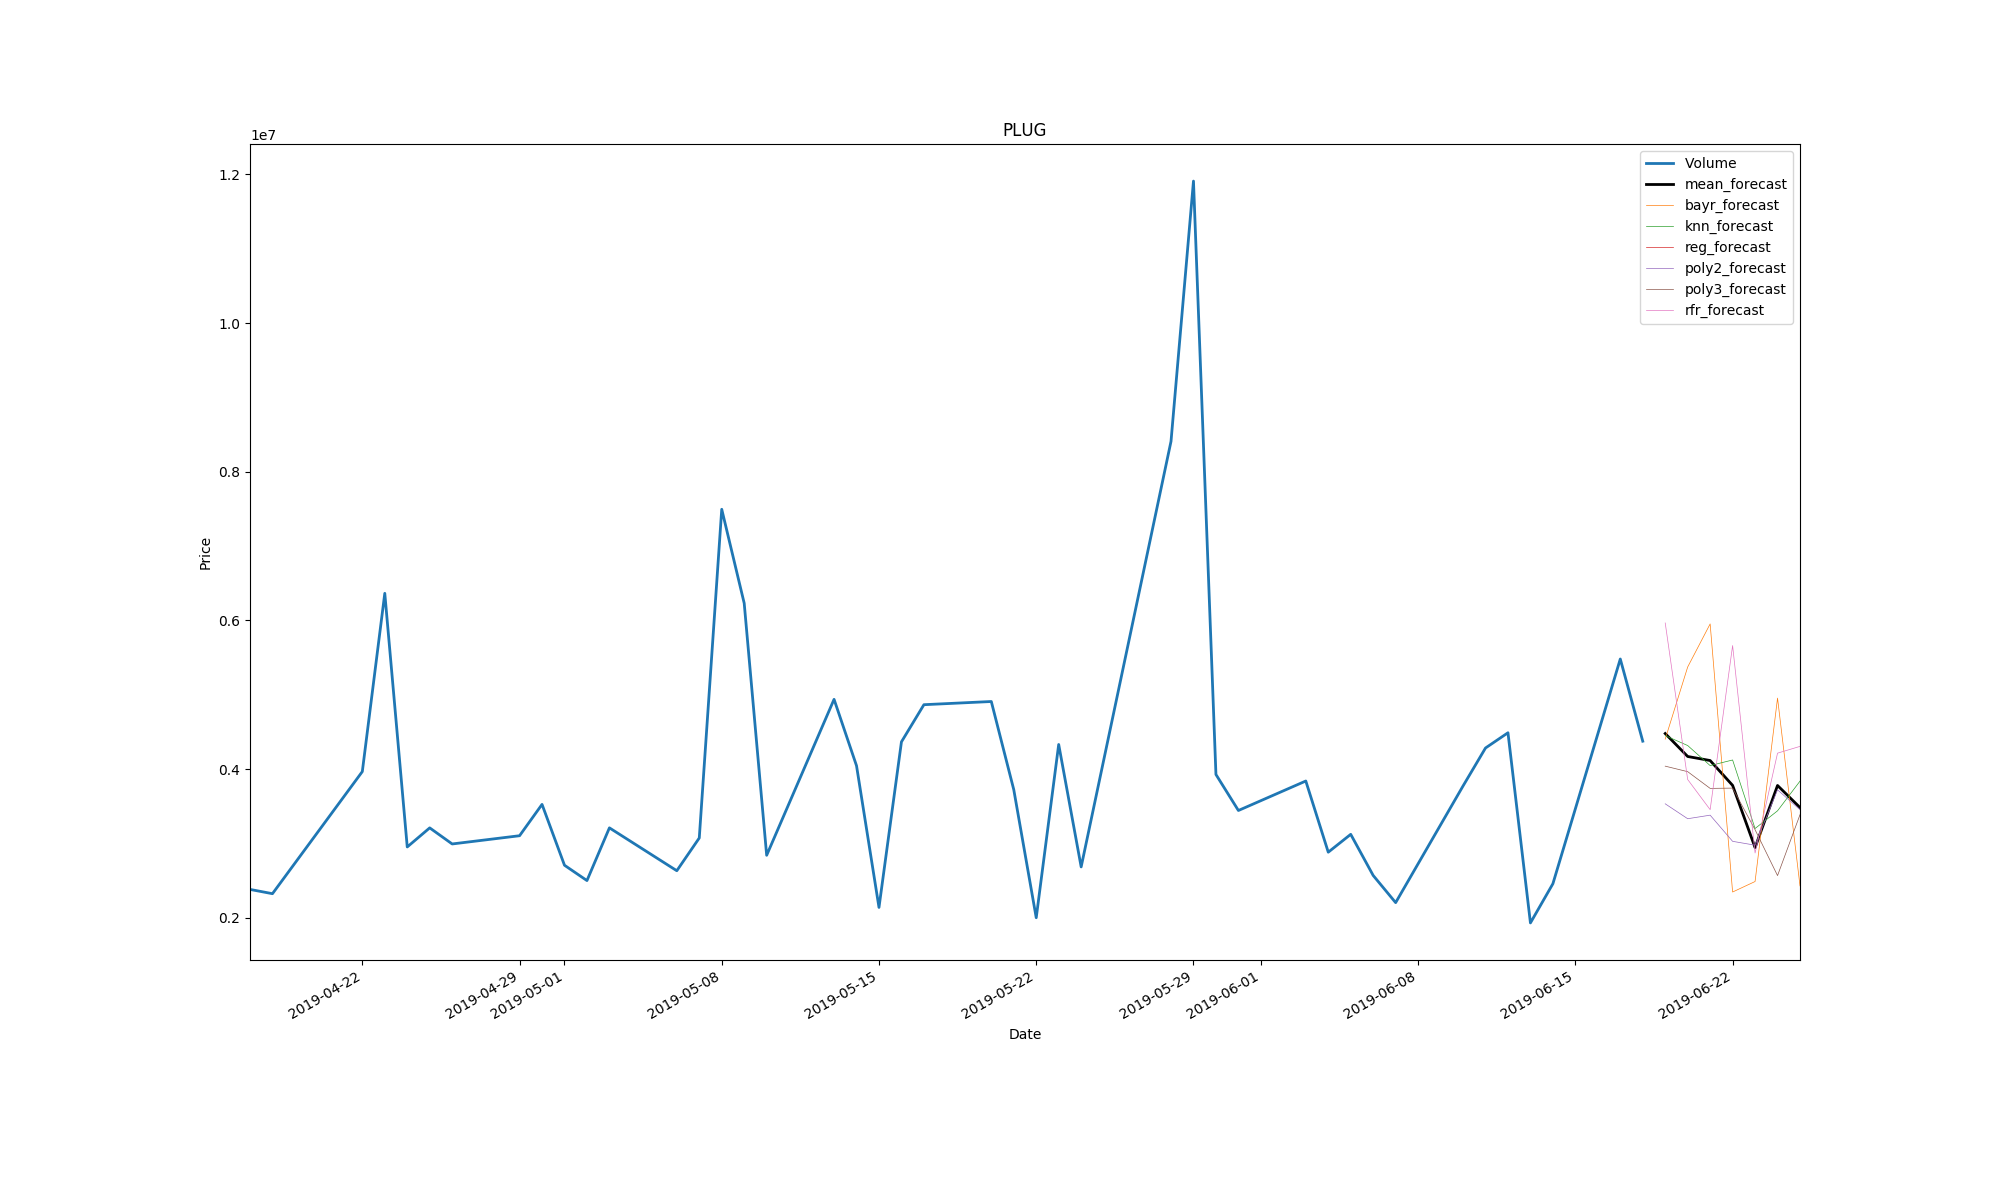 PLUG
1e7
1.2
1.0
0.8
0.6
0.4
0.2
Price
Volume
mean_forecast
bayr_forecast
knn_forecast
reg_forecast
poly2_forecast
poly3_forecast
rfr_forecast
2019-04-22
2019-04-29
2019-05-01
2019-05-08
2019-05-15
2019-05-22
2019-05-29
2019-06-01
2019-06-08
2019-06-15
2019-06-22
Date